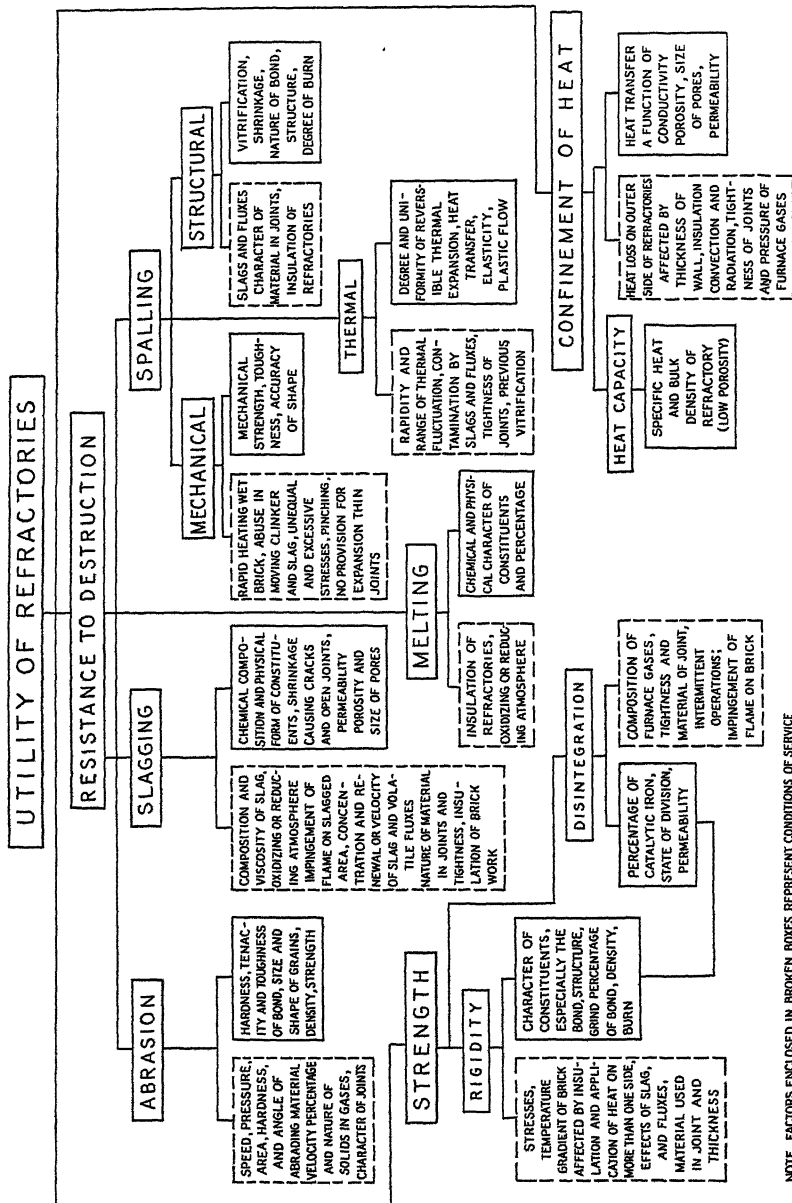 UTILITY OF REFRACTORIES
RESISTANCE TO DESTRUCTION
ABRASION
SPEED, PRESSURE,
AREA, HARDNESS,
AND ANGLE OF
ABRADING MATERIAL
VELOCITY PERCENTAGE
AND NATURE OF
SOLIDS IN GASES,
CHARACTER OF JOINTS
HARDNESS, TENAC-
ITY AND TOUGHNESS
OF BOND, SIZE AND
SHAPE OF GRAINS,
DENSITY, STRENGTH
SLAGGING
COMPOSITION AND
VISCOSITY OF SLAG,
OXIDIZING OR REDUC-
ING ATMOSPHERE
IMPINGEMENT OF
FLAME ON SLAGGED
AREA, CONCEN-
TRATION AND RE-
NEWAL OR VELOCITY
OF SLAG AND VOLA-
TILE FLUXES
NATURE OF MATERIAL
IN JOINTS AND
TIGHTNESS, INSU-
LATION OF BRICK
WORK
CHEMICAL COMPO-
SITION AND PHYSICAL
FORM OF CONSTITU-
ENTS, SHRINKAGE
CAUSING CRACKS
AND OPEN JOINTS,
PERMEABILITY
POROSITY AND
SIZE OF PORES
SPALLING
MECHANICAL
RAPID HEATING WET
BRICK, ABUSE IN
MOVING CLINKER
AND SLAG, UNEQUAL
AND EXCESSIVE
STRESSES, PINCHING,
NO PROVISION FOR
EXPANSION THIN
JOINTS
MECHANICAL
STRENGTH, TOUGH-
NESS, ACCURACY
OF SHAPE
STRUCTURAL
SLAGS AND FLUXES
CHARACTER OF
MATERIAL IN JOINTS,
INSULATION OF
REFRACTORIES
VITRIFICATION,
SHRINKAGE,
NATURE OF BOND,
STRUCTURE,
DEGREE OF BURN
THERMAL
RAPIDITY AND
RANGE OF THERMAL
FLUCTUATION, CON-
TAMINATION BY
SLAGS AND FLUXES,
TIGHTNESS OF
JOINTS, PREVIOUS
VITRIFICATION
DEGREE AND UNI-
FORMITY OF REVERS-
IBLE THERMAL
EXPANSION, HEAT
TRANSFER,
ELASTICITY,
PLASTIC FLOW
MELTING
INSULATION OF
REFRACTORIES,
OXIDIZING OR REDUC-
ING ATMOSPHERE
CHEMICAL AND PHYSI-
CAL CHARACTER OF
CONSTITUENTS
AND PERCENTAGE
STRENGTH
RIGIDITY
STRESSES,
TEMPERATURE
GRADIENT OF BRICK
AFFECTED BY INSU-
LATION AND APPLI-
CATION OF HEAT ON
MORE THAN ONE SIDE,
EFFECTS OF SLAG,
AND FLUXES,
MATERIAL USED
IN JOINT AND
THICKNESS
CHARACTER OF
CONSTITUENTS,
ESPECIALLY THE
BOND, STRUCTURE,
GRIND PERCENTAGE
OF BOND, DENSITY,
BURN
DISINTEGRATION
PERCENTAGE OF
CATALYTIC IRON,
STATE OF DIVISION,
PERMEABILITY
COMPOSITION OF
FURNACE GASES,
TIGHTNESS AND
MATERIAL OF JOINT,
INTERMITTENT
OPERATIONS;
IMPINGEMENT OF
FLAME ON BRICK
CONFINEMENT OF HEAT
HEAT CAPACITY
SPECIFIC HEAT
AND BULK
DENSITY OF
REFRACTORY
(LOW POROSITY)
HEAT LOSS ON OUTER
SIDE OF REFRACTORIES
AFFECTED BY
THICKNESS OF
WALL, INSULATION
CONVECTION AND
RADIATION, TIGHT-
NESS OF JOINTS
AND PRESSURE OF
FURNACE GASES
HEAT TRANSFER
A FUNCTION OF
CONDUCTIVITY
POROSITY, SIZE
OF PORES,
PERMEABILITY
NOTE FACTORS ENCLOSED IN BROKEN BOXES REPRESENT CONDITIONS OF SERVICE